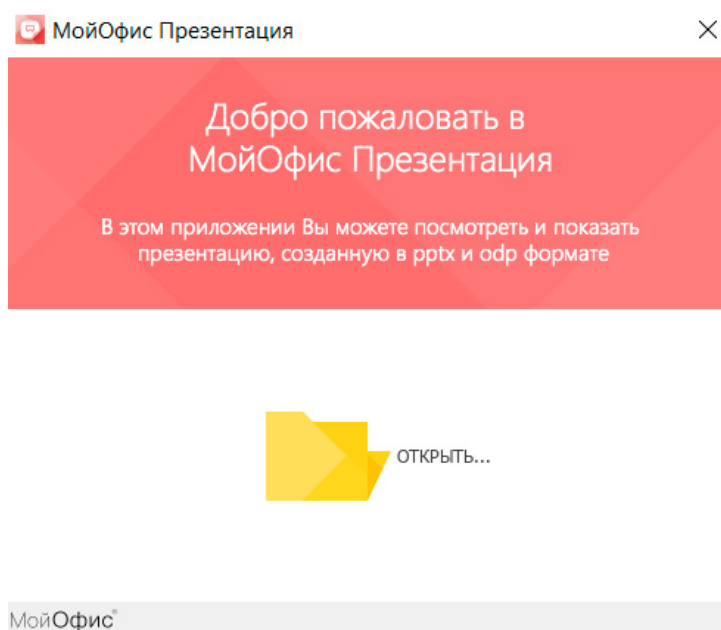 МойОфис Презентация
Добро пожаловать в
МойОфис Презентация
В этом приложении Вы можете посмотреть и показать
презентацию, созданную в pptx и odp формате
ОТКРЫТЬ...
МойОфис®